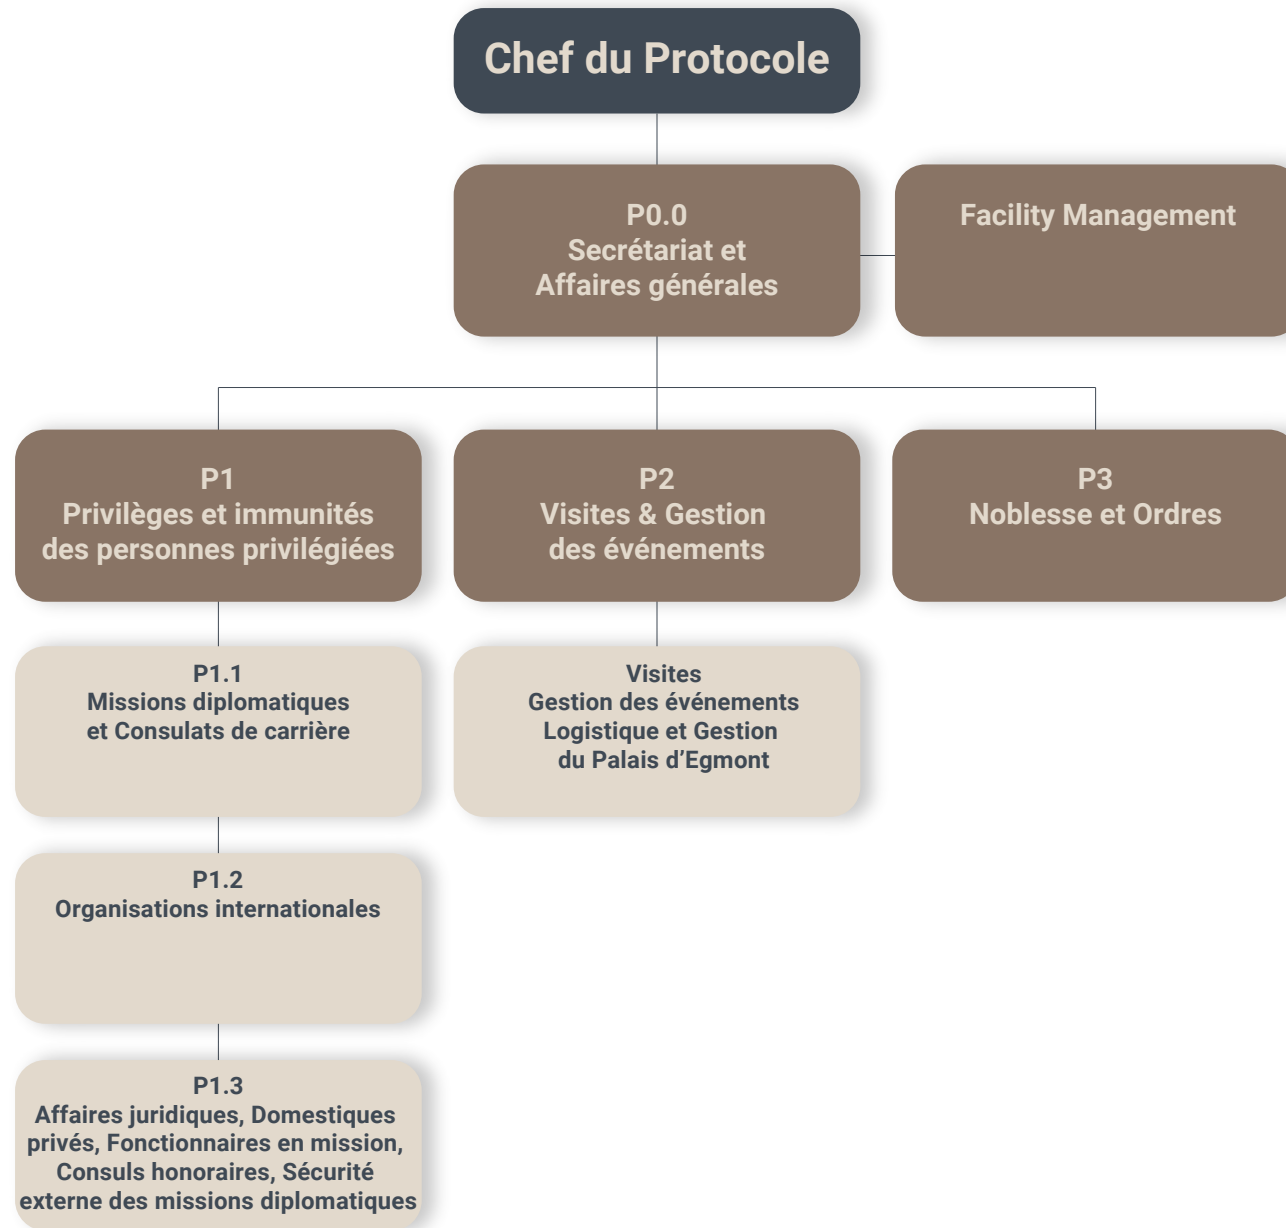 Chef du Protocole
P0.0
Secrétariat et
Affaires générales
Facility Management
P1
Privilèges et immunités
des personnes privilégiées
P2
Visites & Gestion
des événements
P3
Noblesse et Ordres
P1.1
Missions diplomatiques
et Consulats de carrière
Visites
Gestion des événements
Logistique et Gestion
du Palais d’Egmont
P1.2
Organisations internationales
P1.3
Affaires juridiques, Domestiques
privés, Fonctionnaires en mission,
Consuls honoraires, Sécurité
externe des missions diplomatiques